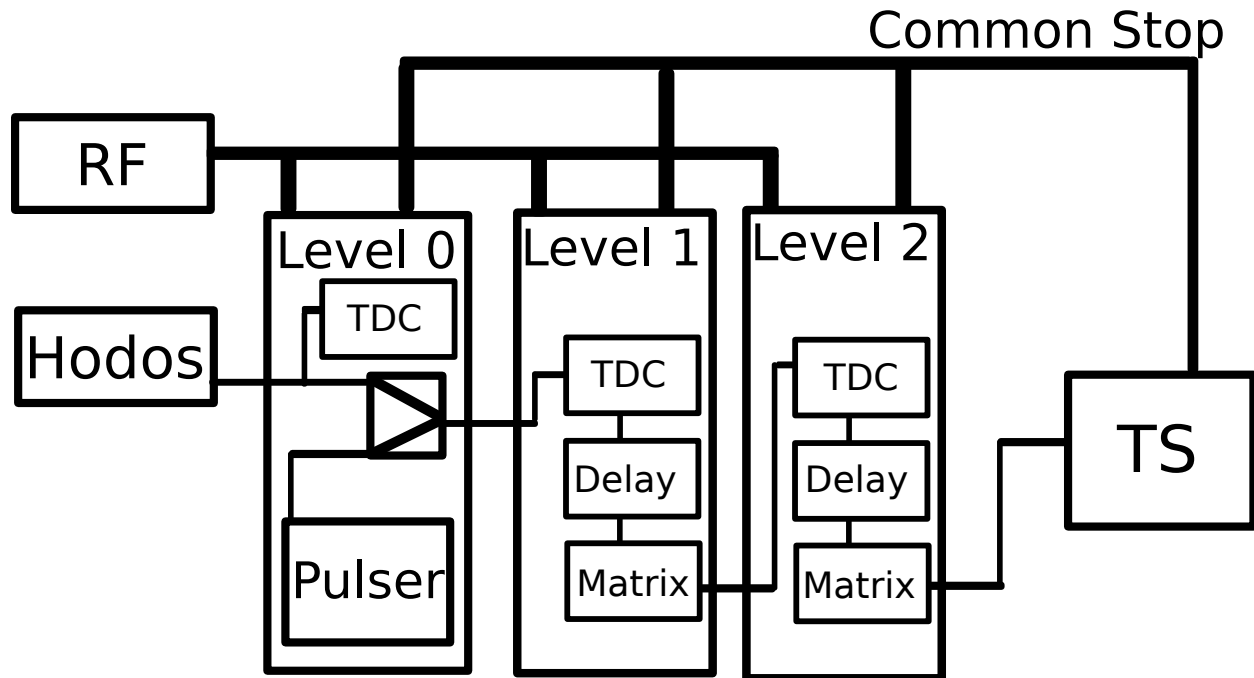 Common Stop
RF
Level 0
Level 1
Level 2
TDC
Hodos
TDC
TDC
TS
Delay
Delay
Pulser
Matrix
Matrix